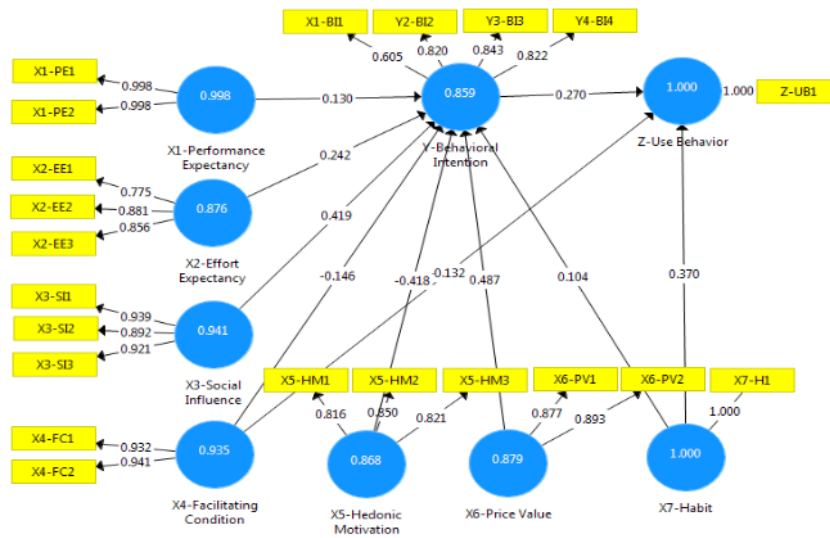 X1-BI1
Y2-BI2
Y3-BI3
Y4-BI4
0.605
0.820
0.843
0.822
X1-PE1
0.998
X1-PE2
0.998
0.998
0.130
0.859
0.270
1.000
1.000
Z-UB1
X1-Performance
Expectancy
Y-Behavioral
Intention
Z-Use Behavior
X2-EE1
0.775
X2-EE2
0.881
X2-EE3
0.856
0.876
0.242
X2-Effort
Expectancy
0.419
-0.146
-0.418
-0.132
0.487
0.104
0.370
X3-SI1
0.939
X3-SI2
0.892
X3-SI3
0.921
0.941
X3-Social
Influence
X5-HM1
X5-HM2
X5-HM3
X6-PV1
X6-PV2
X7-H1
0.816
0.850
0.821
0.877
0.893
1.000
X4-FC1
0.932
X4-FC2
0.941
0.935
0.868
0.879
1.000
X4-Facilitating
Condition
X5-Hedonic
Motivation
X6-Price Value
X7-Habit